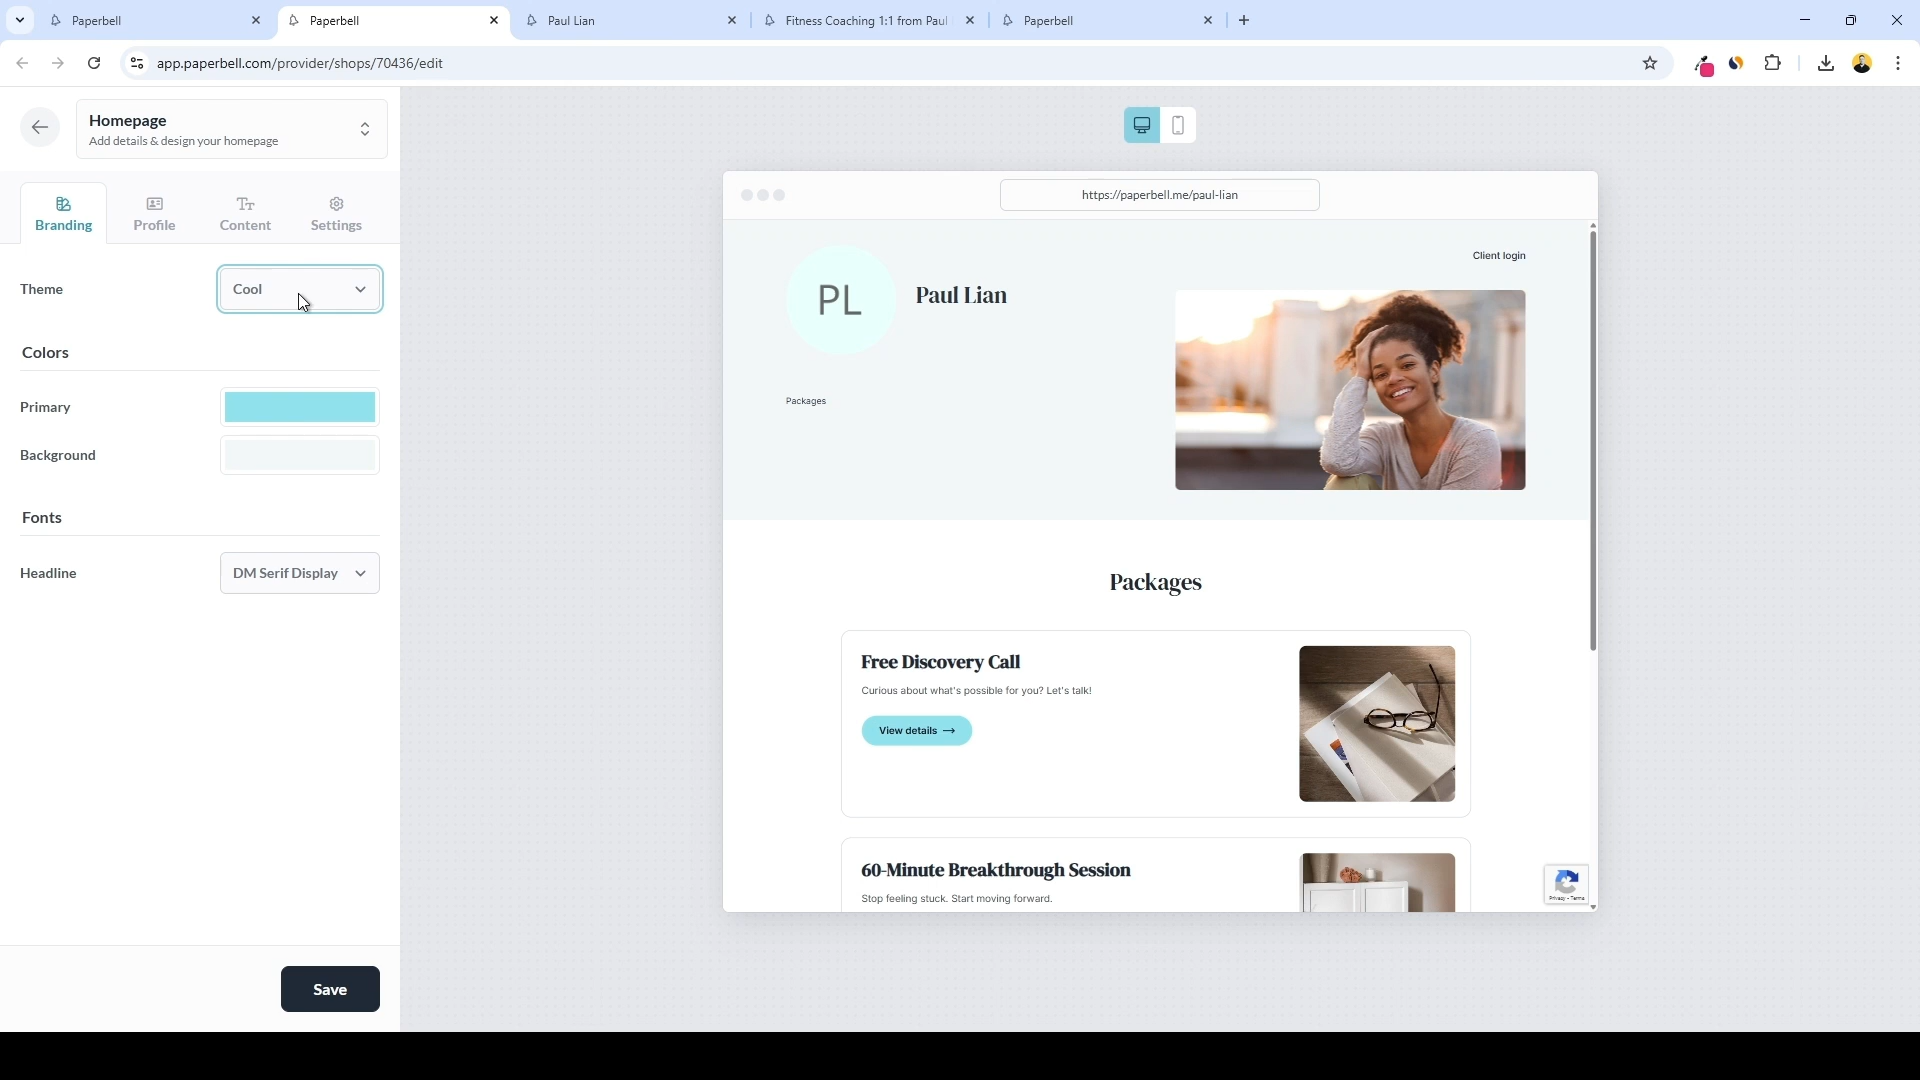 Paperbell
Paperbell
Paul Lian
Fitness Coaching 1:1 from Paul
Paperbell
app.paperbell.com/provider/shops/70436/edit
Homepage
Add details & design your homepage
Branding
Profile
Content
Settings
Theme
Cool
Colors
Primary
Background
Fonts
Headline
DM Serif Display
Save
https://paperbell.me/paul-lian
Client login
PL
Paul Lian
Packages
Packages
Free Discovery Call
Curious about what's possible for you? Let's talk!
View details →
60-Minute Breakthrough Session
Stop feeling stuck. Start moving forward.
Privacy - Terms